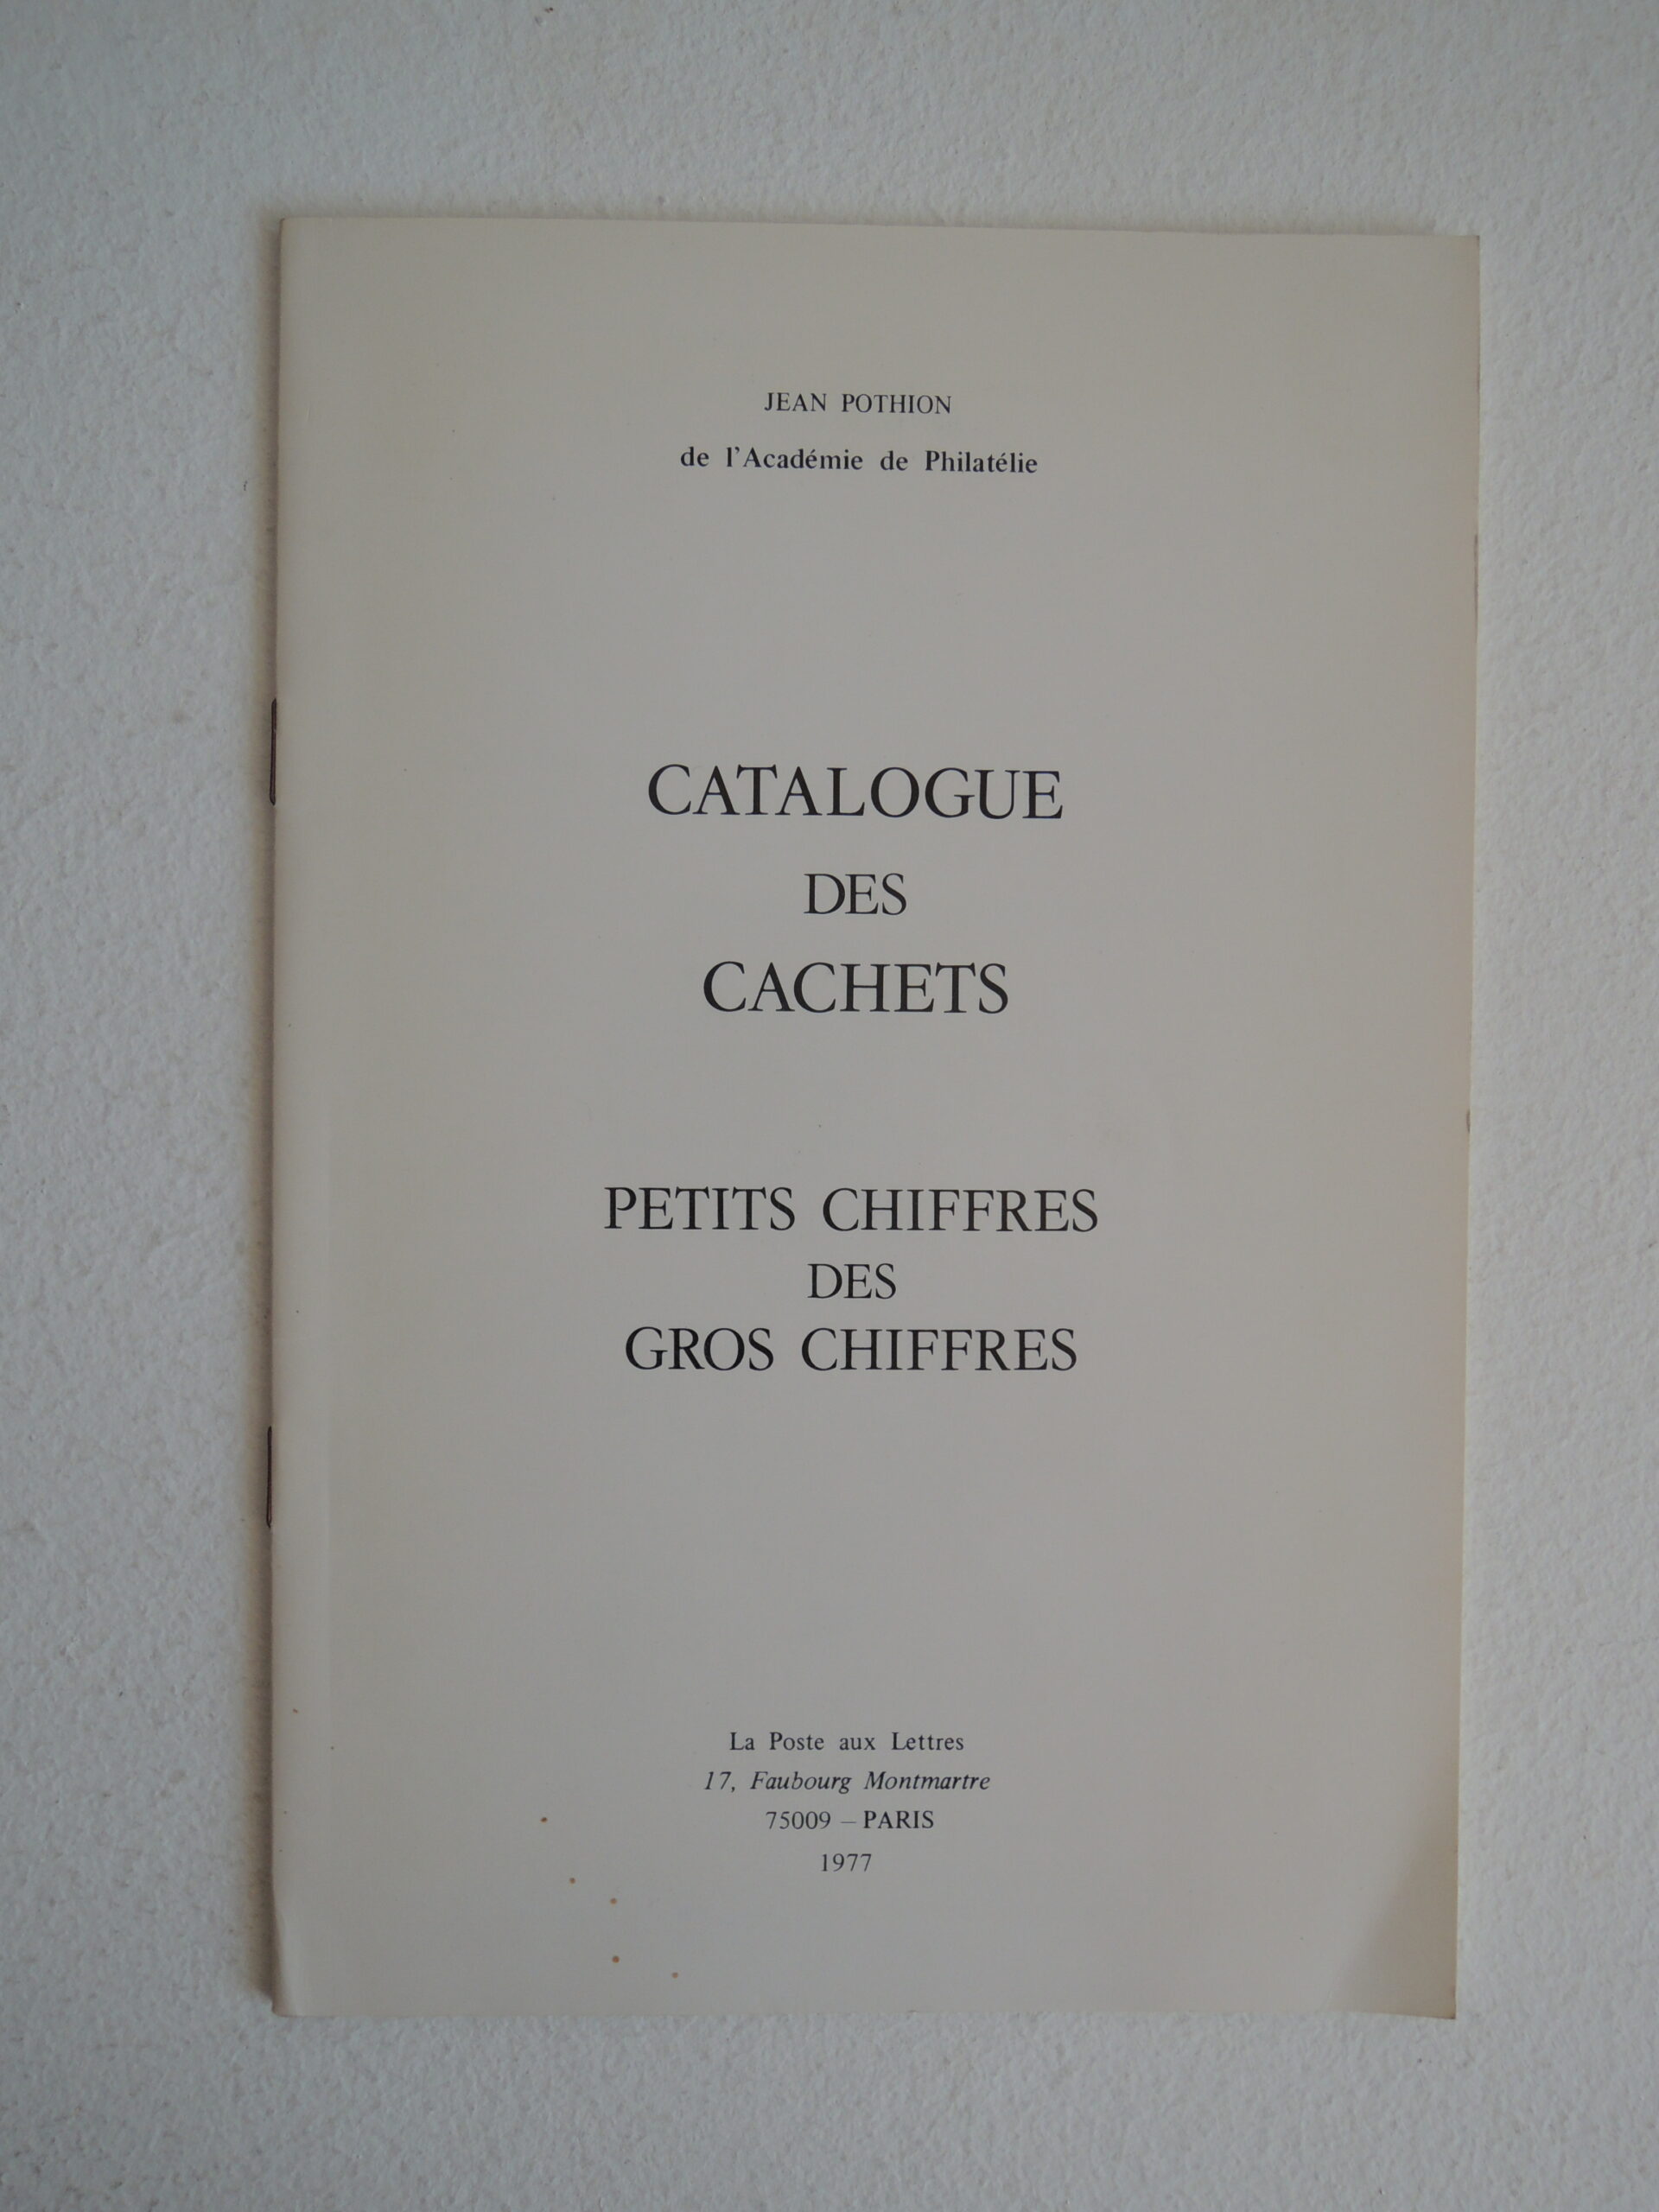 JEAN POTHION
de l'Académie de Philatélie
CATALOGUE
DES
CACHETS
PETITS CHIFFRES
DES
GROS CHIFFRES
La Poste aux Lettres
17, Faubourg Montmartre
75009 – PARIS
1977